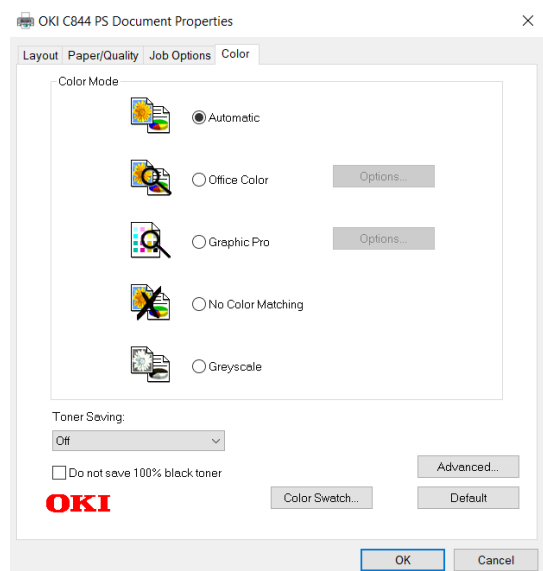 OKI C844 PS Document Properties
Layout Paper/Quality Job Options Color
Color Mode
Automatic
Office Color Options...
Graphic Pro Options...
No Color Matching
Greyscale
Toner Saving:
Off
Do not save 100% black toner
Advanced...
OKI
Color Swatch... Default
OK Cancel